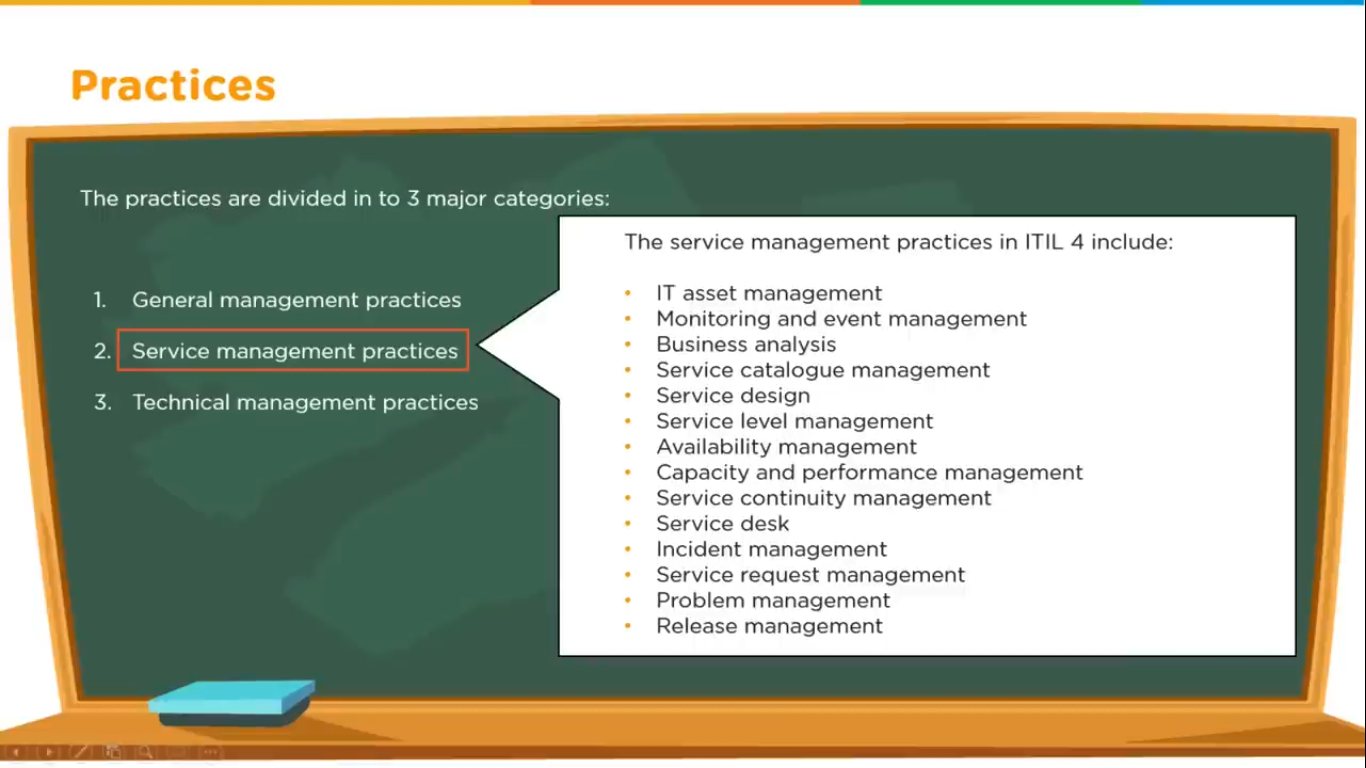 Practices
The practices are divided in to 3 major categories:
1. General management practices
2. Service management practices
3. Technical management practices
The service management practices in ITIL 4 include:
• IT asset management
• Monitoring and event management
• Business analysis
• Service catalogue management
• Service design
• Service level management
• Availability management
• Capacity and performance management
• Service continuity management
• Service desk
• Incident management
• Service request management
• Problem management
• Release management